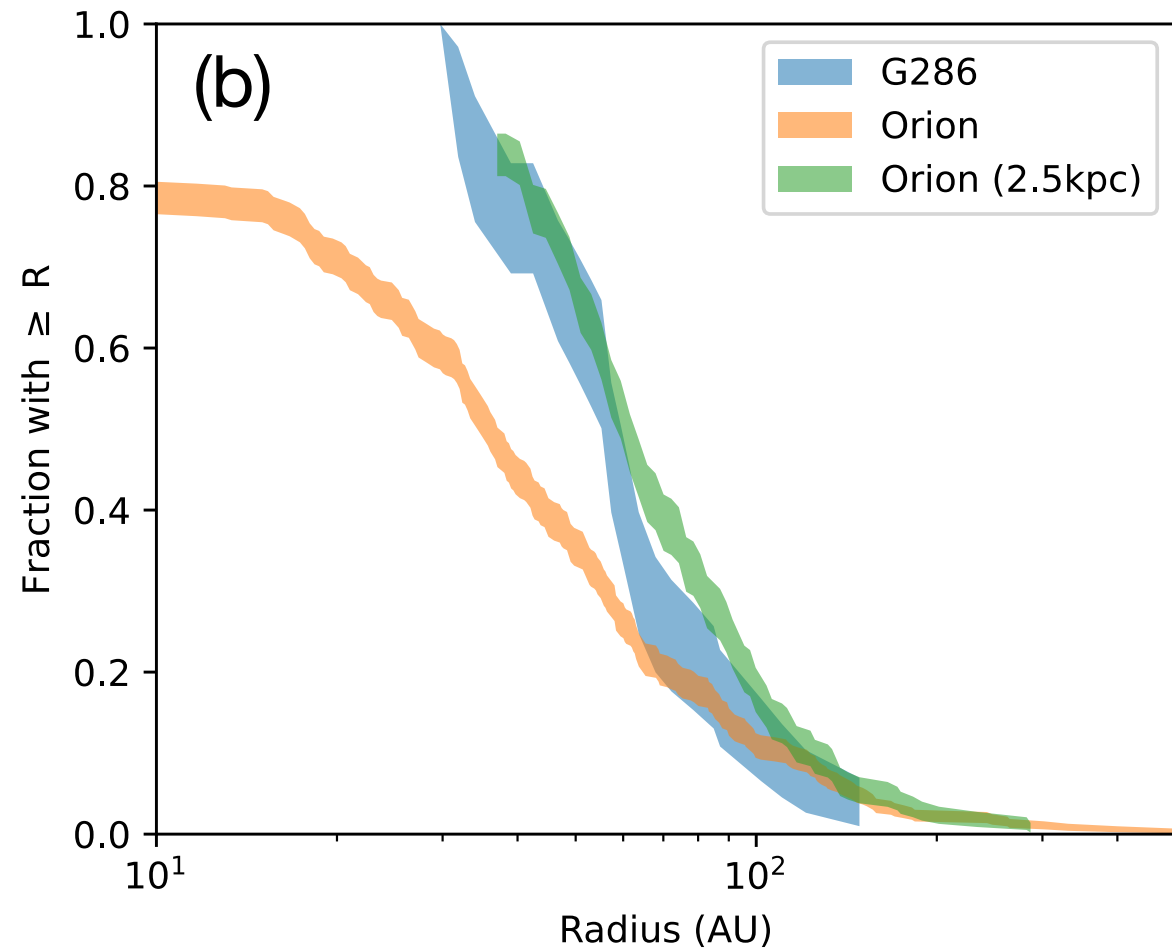 (b)
G286
Orion
Orion (2.5kpc)
Fraction with ≥ R
1.0
0.8
0.6
0.4
0.2
0.0
10¹
10²
Radius (AU)